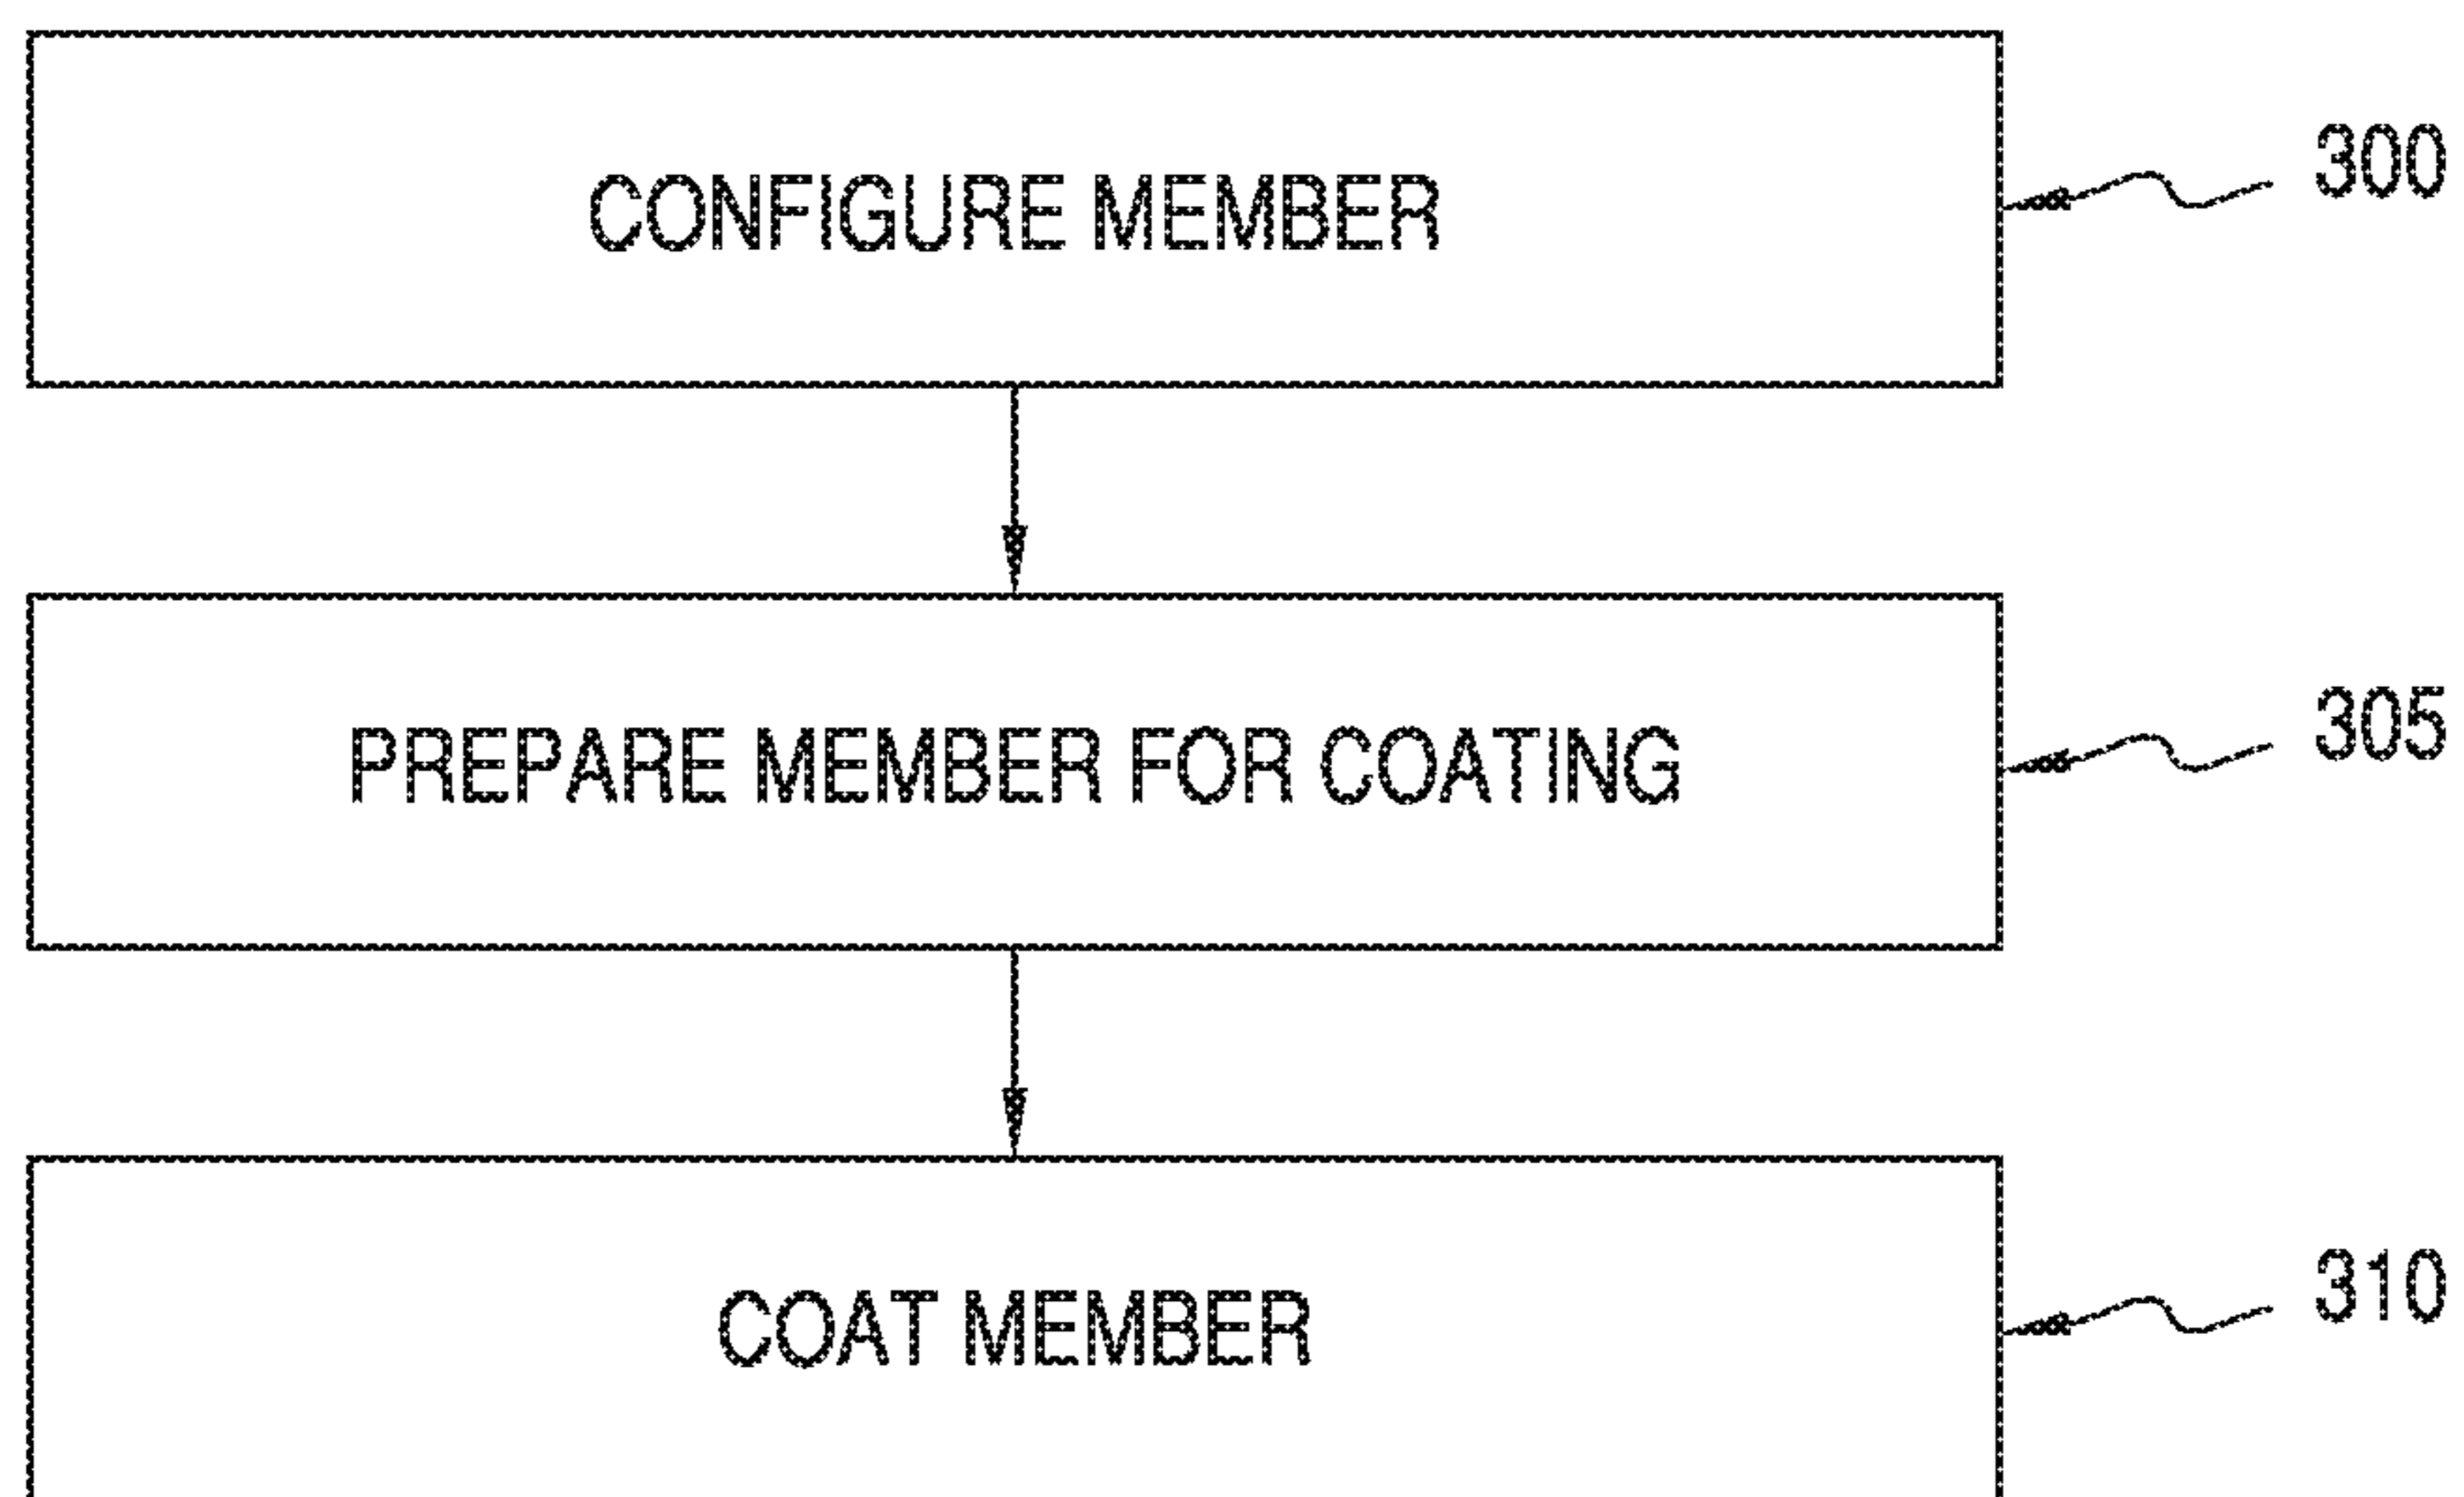 CONFIGURE MEMBER
300
PREPARE MEMBER FOR COATING
305
COAT MEMBER
310